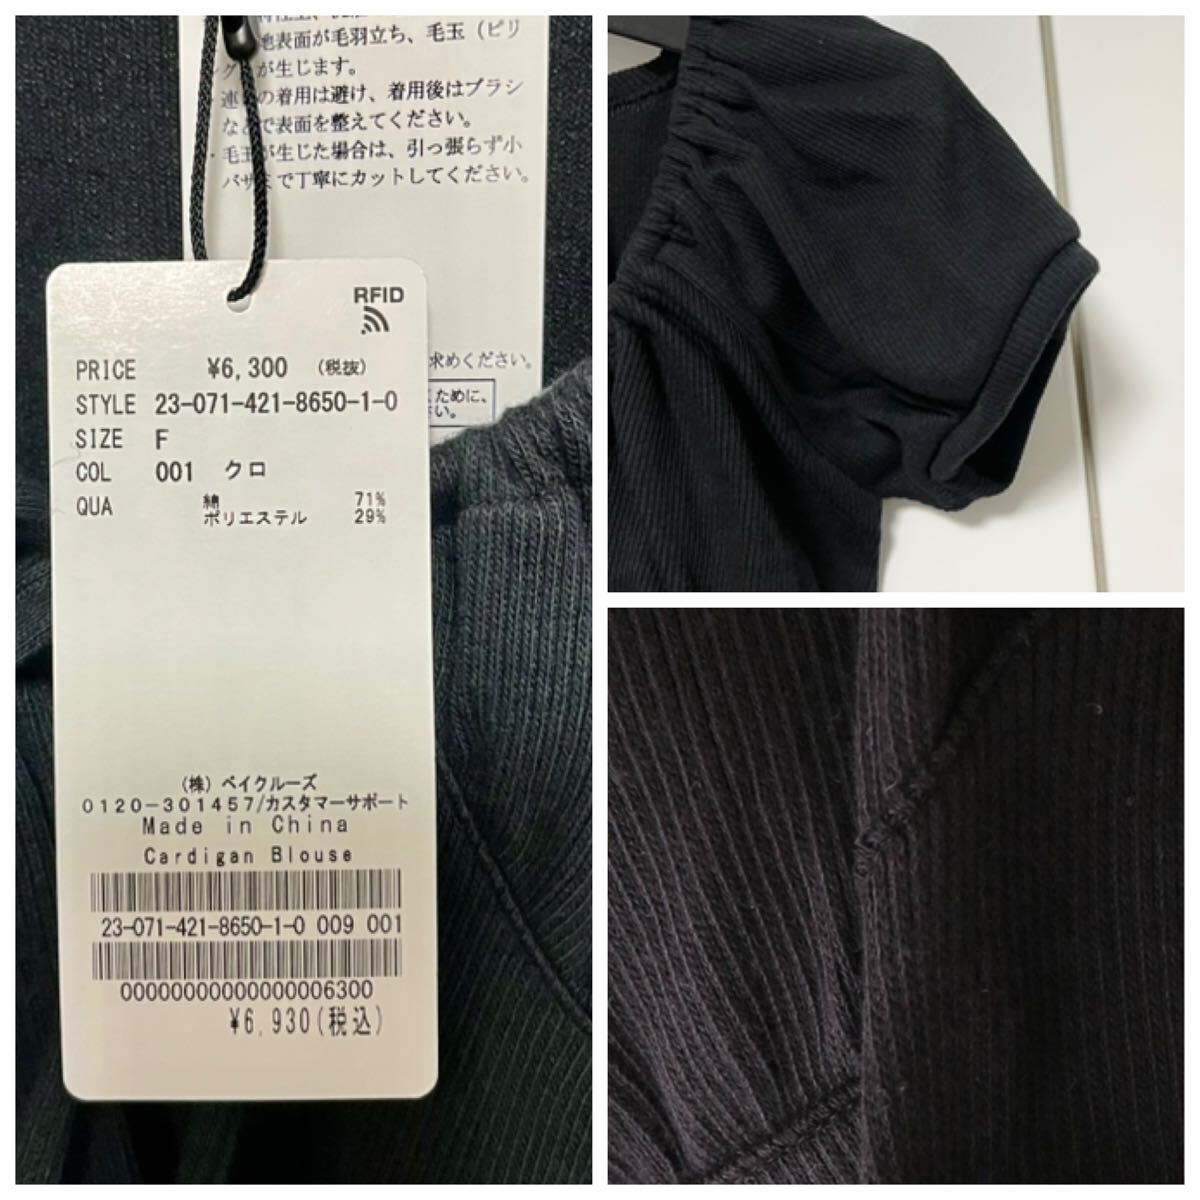 地表面が毛羽立ち、毛玉（ピリ
が生じます。
の着用は避け、着用後はブラシ
で表面を整えてください。
・毛玉が生じた場合は、引っ張らず小
バサミで丁寧にカットしてください。
求めください。
ために、
さい。
RFID
PRICE ¥6,300 (税抜)
STYLE 23-071-421-8650-1-0
SIZE F
COL 001 クロ
QUA 綿 71%
ポリエステル 29%
(株) ベイクルーズ
0120-301457/カスタマーサポート
Made in China
Cardigan Blouse
23-071-421-8650-1-0 009 001
00000000000000006300
¥6,930(税込)